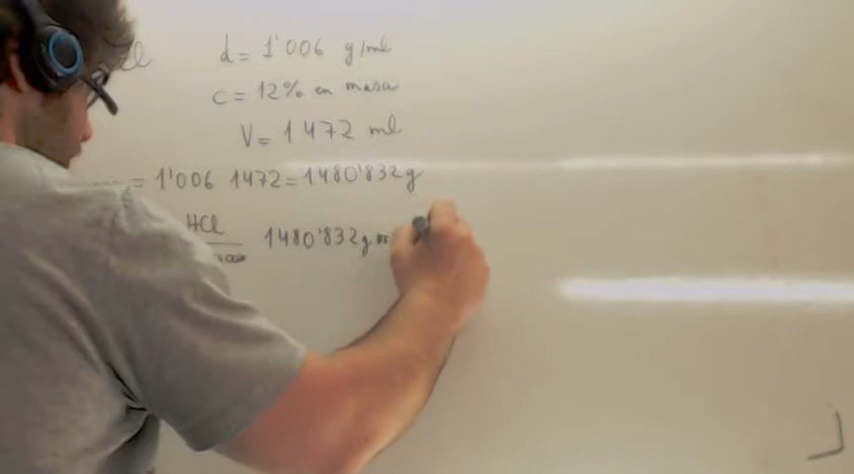 d = 1'006 g/ml
c = 12% en masa
V = 1472 ml
= 1'006 1472 = 1480'832 g
HCl 1480'832 g m